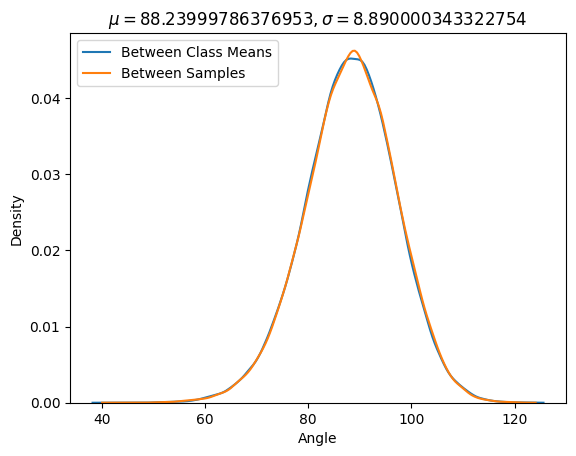 μ = 88.23999786376953, σ = 8.890000343322754
Between Class Means
Between Samples
0.04
0.03
0.02
0.01
0.00
Density
40 60 80 100 120
Angle